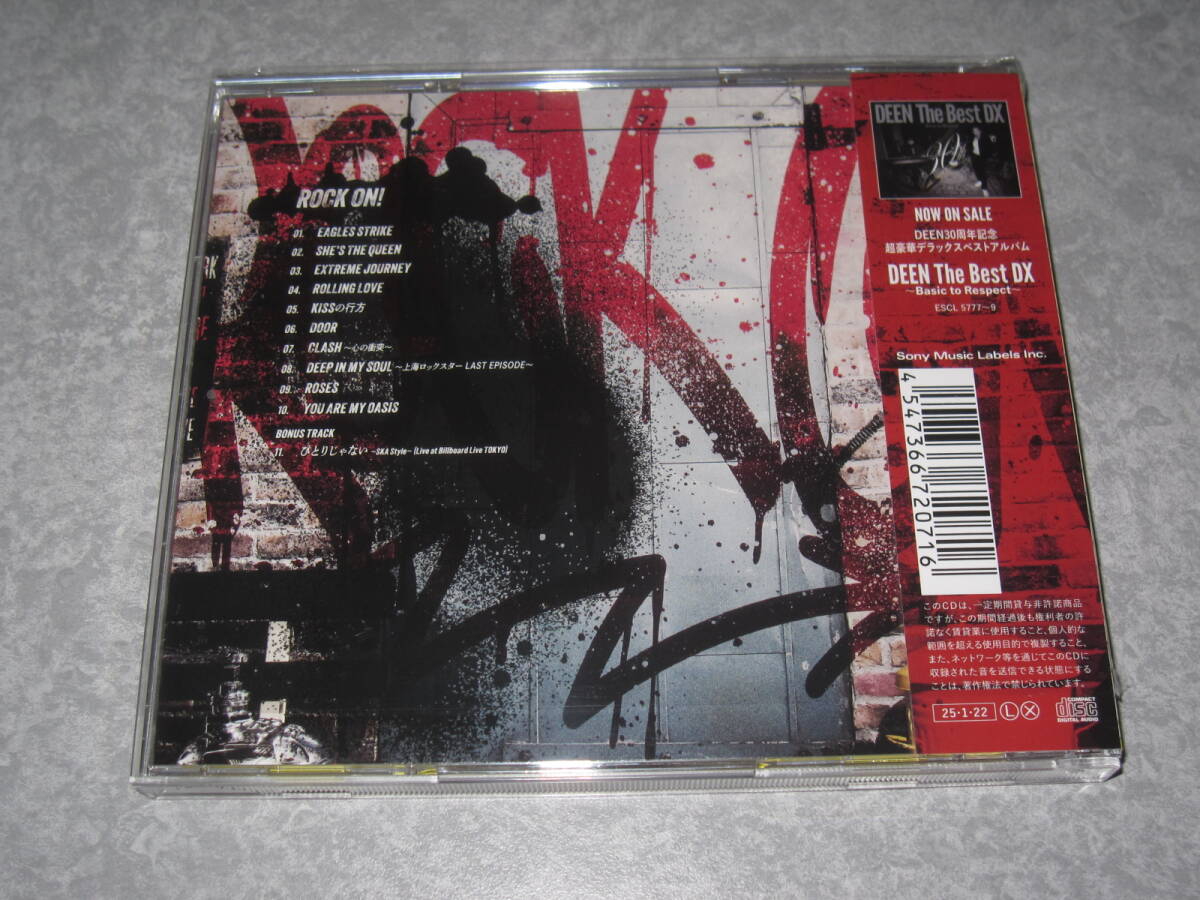 ROCK ON!
01. EAGLES STRIKE
02. SHE'S THE QUEEN
03. EXTREME JOURNEY
04. ROLLING LOVE
05. KISSの行方
06. DOOR
07. CLASH ～心の衝突～
08. DEEP IN MY SOUL ～上海ロックスター LAST EPISODE～
09. ROSES
10. YOU ARE MY OASIS
BONUS TRACK
11. ひとりじゃない -SKA Style- (Live at Billboard Live TOKYO)
DEEN The Best DX
30
NOW ON SALE
DEEN30周年記念
超豪華デラックスベストアルバム
DEEN The Best DX
～Basic to Respect～
ESCL 5777～9
Sony Music Labels Inc.
4547366720716
このCDは、一定期間貸与非許諾商品
ですが、この期間経過後も権利者の許
諾なく賃貸業に使用すること、個人的な
範囲を超える使用目的で複製すること、
また、ネットワーク等を通じてこのCDに
収録された音を送信できる状態にする
ことは、著作権法で禁じられています。
25・1・22 L X
COMPACT
disc
DIGITAL AUDIO